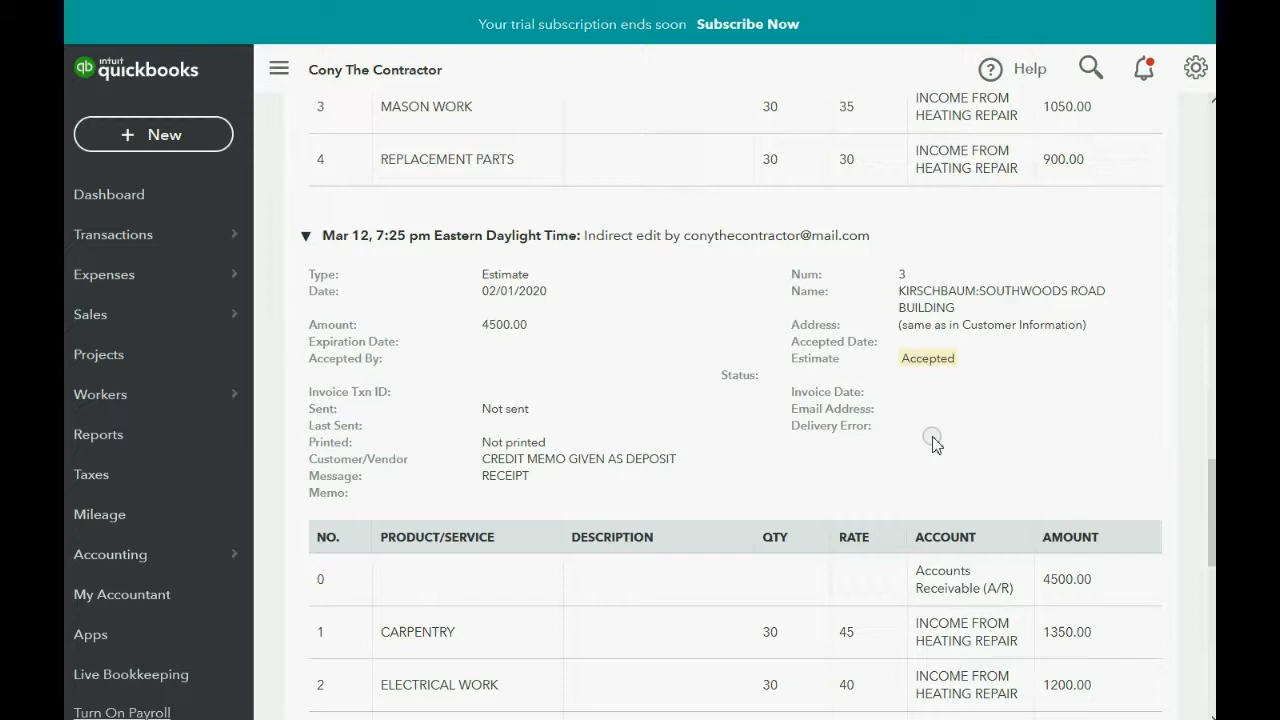 Your trial subscription ends soon Subscribe Now
intuit
qb quickbooks
Cony The Contractor
Help
+ New
Dashboard
Transactions
Expenses
Sales
Projects
Workers
Reports
Taxes
Mileage
Accounting
My Accountant
Apps
Live Bookkeeping
Turn On Payroll
3 MASON WORK 30 35 INCOME FROM HEATING REPAIR 1050.00
4 REPLACEMENT PARTS 30 30 INCOME FROM HEATING REPAIR 900.00
▼ Mar 12, 7:25 pm Eastern Daylight Time: Indirect edit by conythecontractor@mail.com
Type: Estimate Num: 3
Date: 02/01/2020 Name: KIRSCHBAUM:SOUTHWOODS ROAD
BUILDING
Amount: 4500.00 Address: (same as in Customer Information)
Expiration Date: Accepted Date:
Accepted By: Estimate Accepted
Status:
Invoice Txn ID: Invoice Date:
Sent: Not sent Email Address:
Last Sent: Delivery Error:
Printed: Not printed
Customer/Vendor CREDIT MEMO GIVEN AS DEPOSIT
Message: RECEIPT
Memo:
NO. PRODUCT/SERVICE DESCRIPTION QTY RATE ACCOUNT AMOUNT
0 Accounts Receivable (A/R) 4500.00
1 CARPENTRY 30 45 INCOME FROM HEATING REPAIR 1350.00
2 ELECTRICAL WORK 30 40 INCOME FROM HEATING REPAIR 1200.00